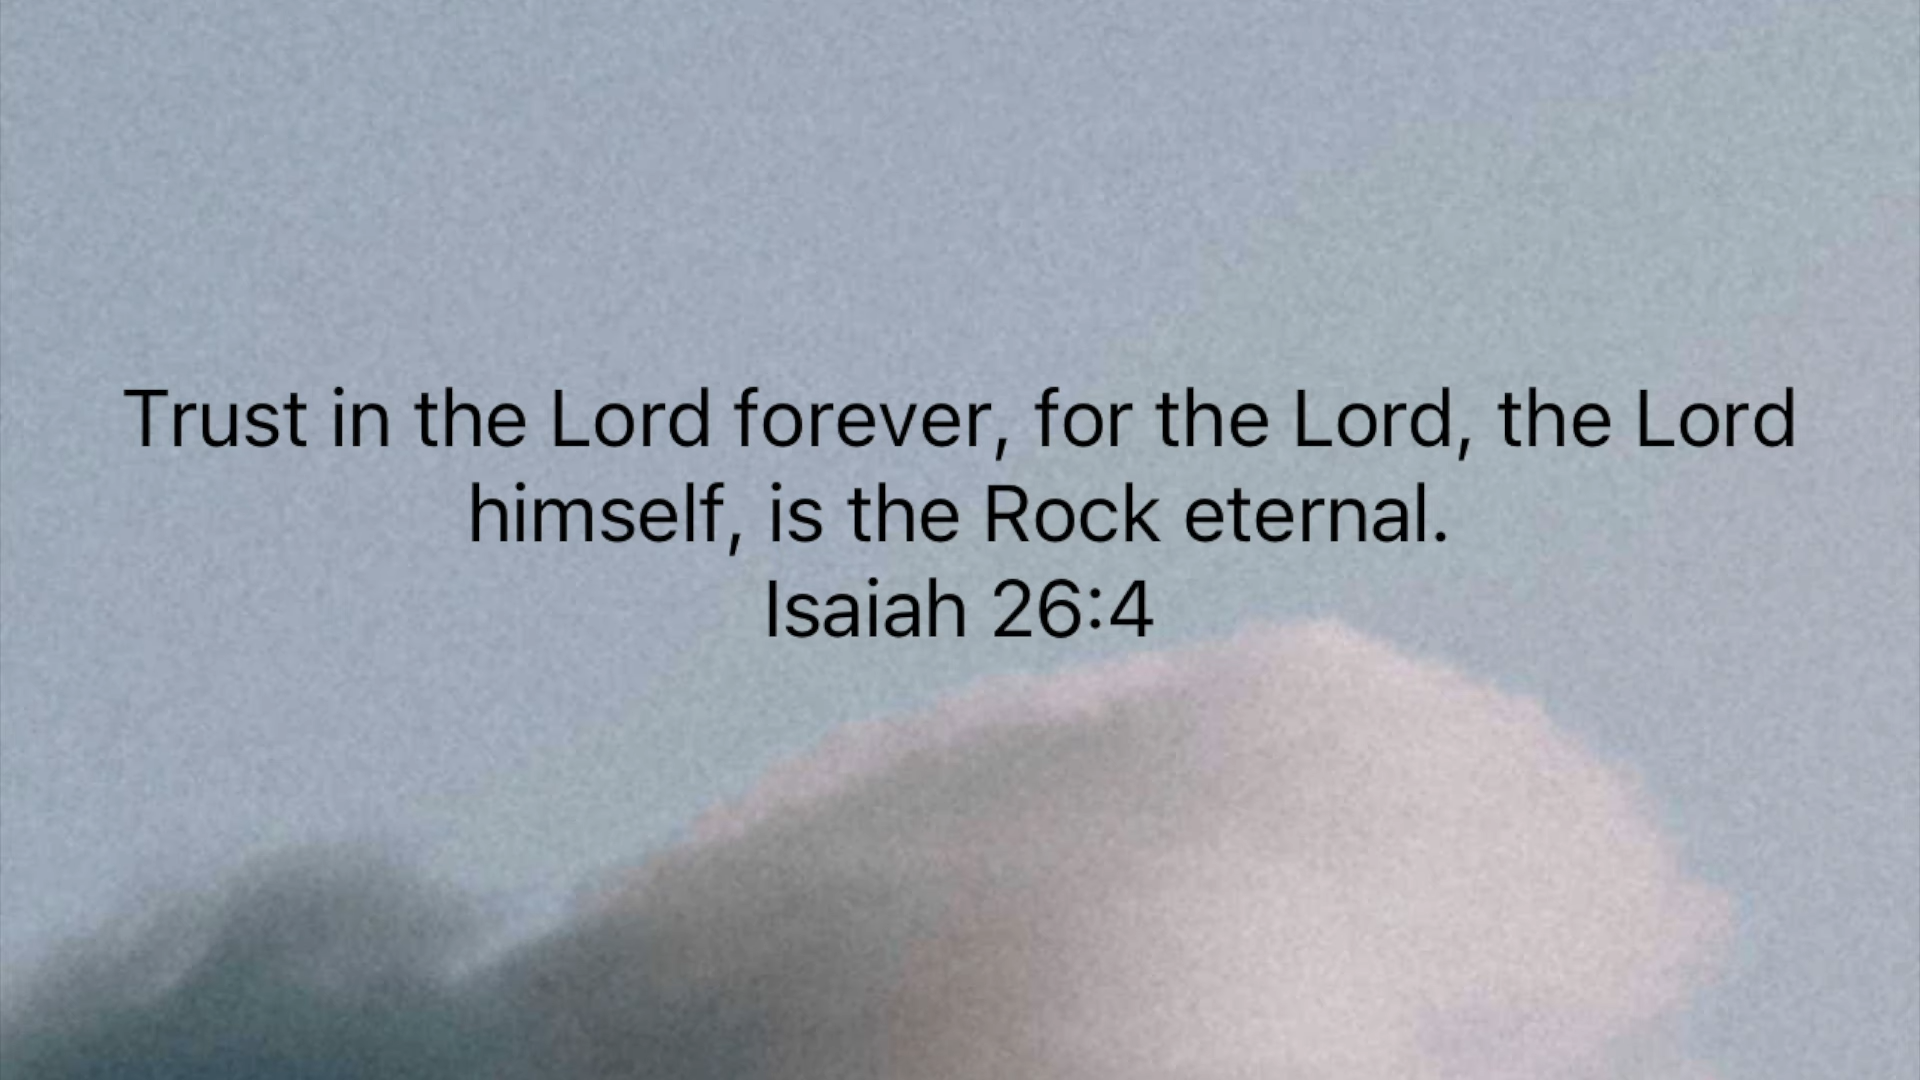 Trust in the Lord forever, for the Lord, the Lord
himself, is the Rock eternal.
Isaiah 26:4